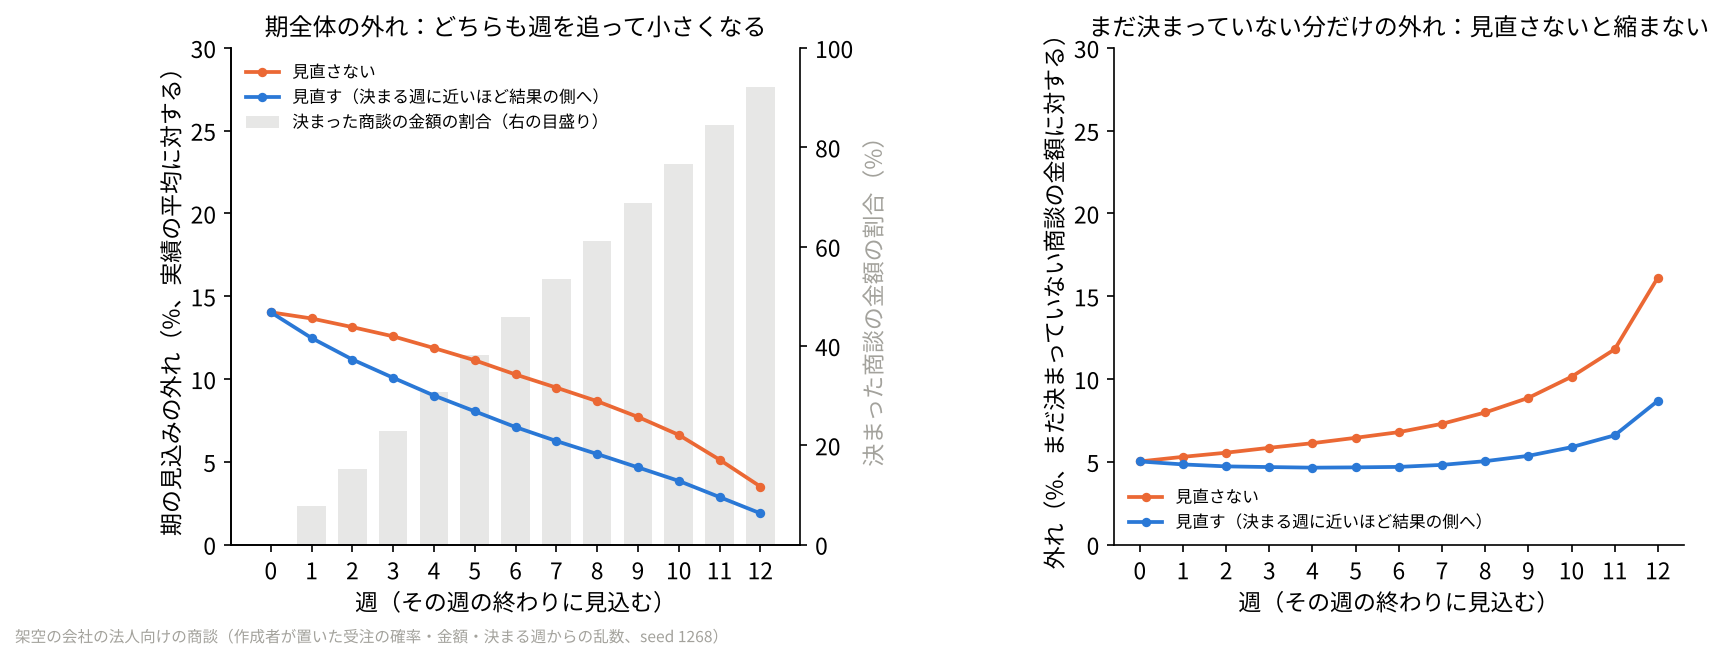 期全体の外れ：どちらも週を追って小さくなる
期の見込みの外れ（%、実績の平均に対する）
30
25
20
15
10
5
0
見直さない
見直す（決まる週に近いほど結果の側へ）
決まった商談の金額の割合（右の目盛り）
100
80
60
40
20
0
決まった商談の金額の割合（%）
0 1 2 3 4 5 6 7 8 9 10 11 12
週（その週の終わりに見込む）
まだ決まっていない分だけの外れ：見直さないと縮まない
外れ（%、まだ決まっていない商談の金額に対する）
30
25
20
15
10
5
0
見直さない
見直す（決まる週に近いほど結果の側へ）
0 1 2 3 4 5 6 7 8 9 10 11 12
週（その週の終わりに見込む）
架空の会社の法人向けの商談（作成者が置いた受注の確率・金額・決まる週からの乱数、seed 1268）